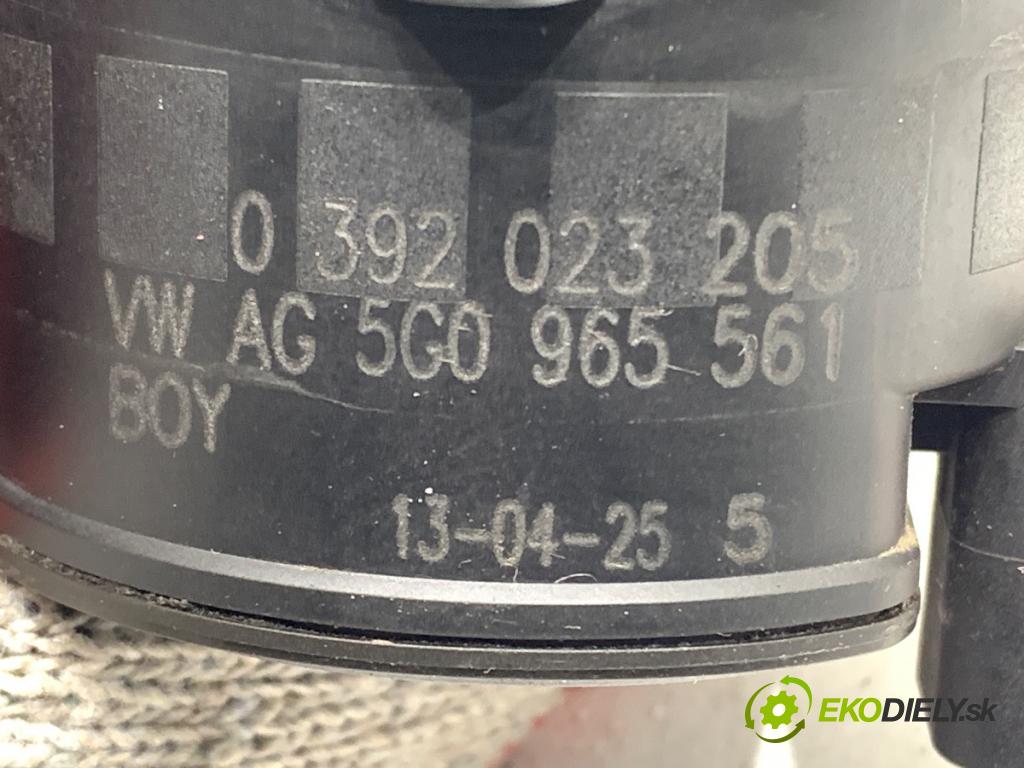 0 392 023 205
VW AG 5G0 965 561
BOY
13-04-25 5
EKODIELY.sk